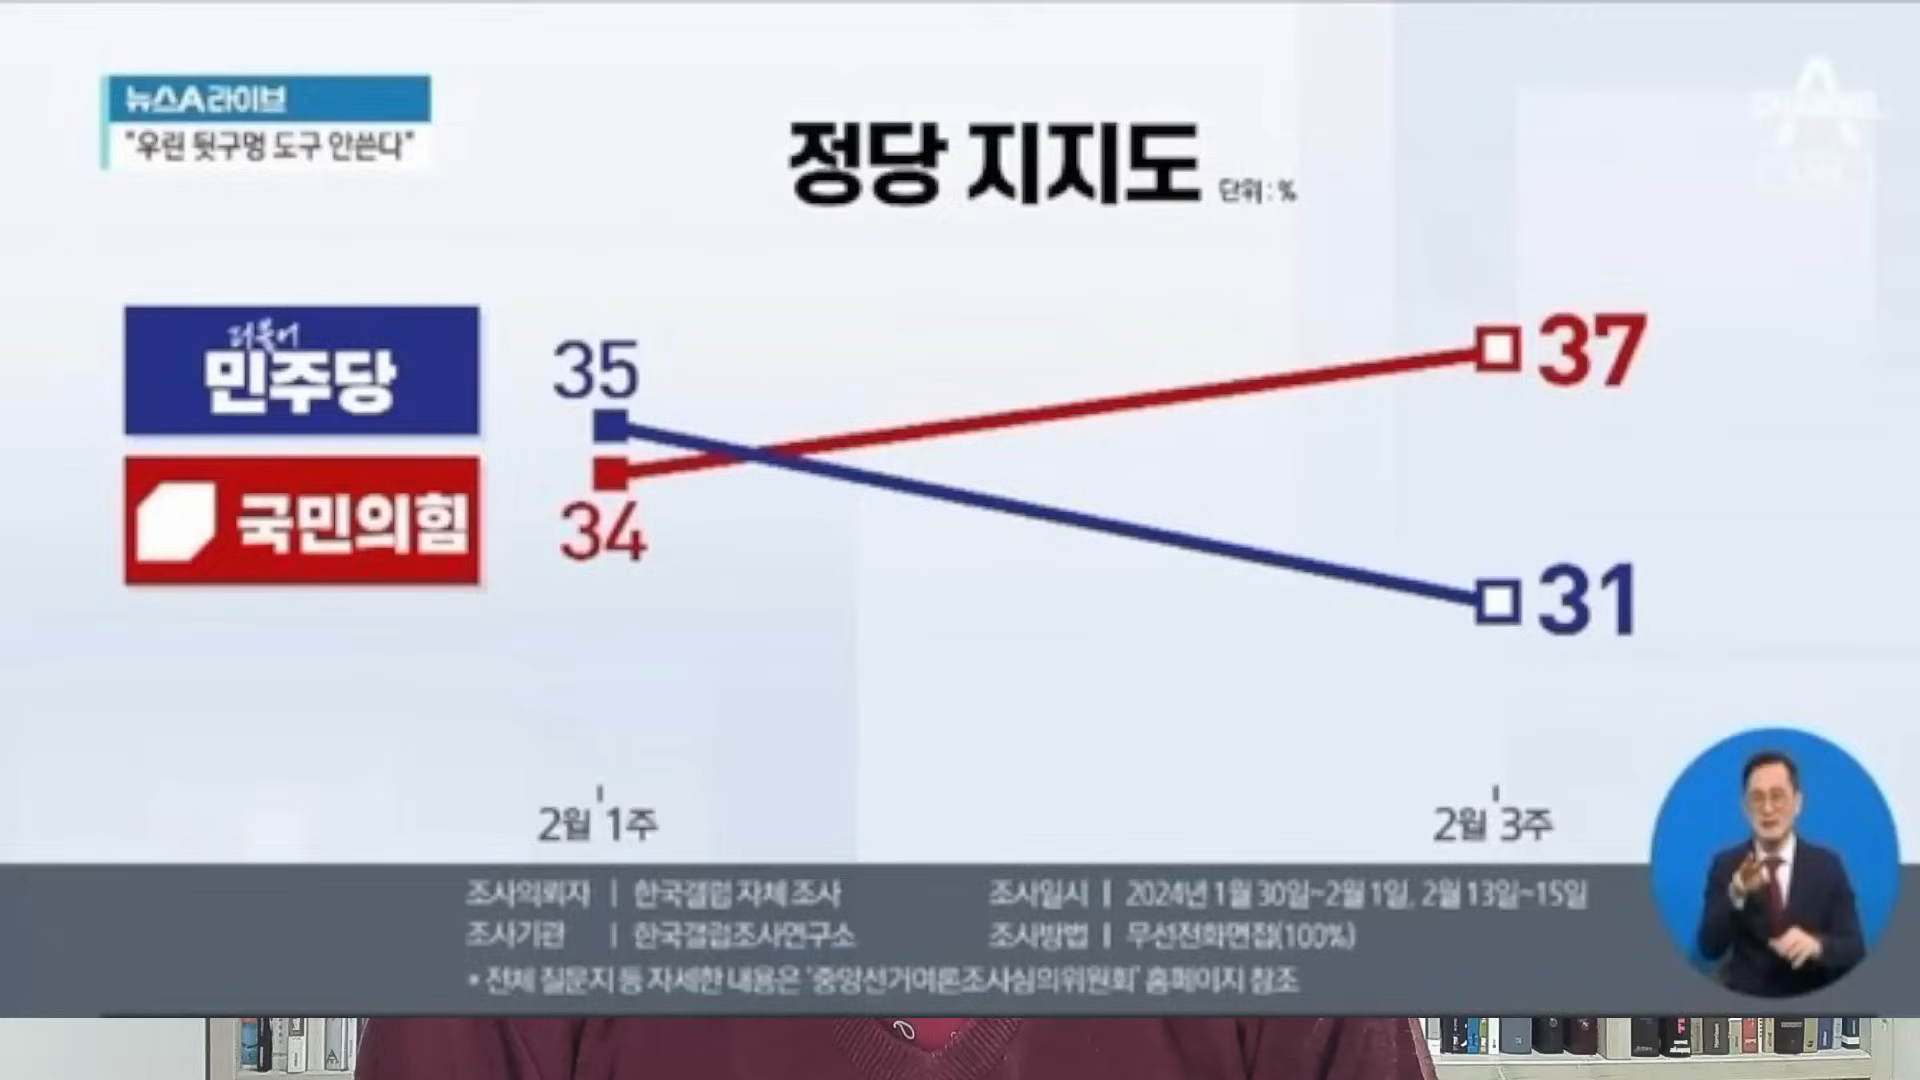 뉴스A 라이브
"우린 뒷구멍 도구 안쓴다"
CHANNEL A
정당 지지도 단위 : %
더불어
민주당
국민의힘
35
34
37
31
2월 1주
2월 3주
조사의뢰자 | 한국갤럽 자체 조사
조사일시 | 2024년 1월 30일~2월 1일, 2월 13일~15일
조사기관 | 한국갤럽조사연구소
조사방법 | 무선전화면접(100%)
* 전체 질문지 등 자세한 내용은 '중앙선거여론조사심의위원회' 홈페이지 참조